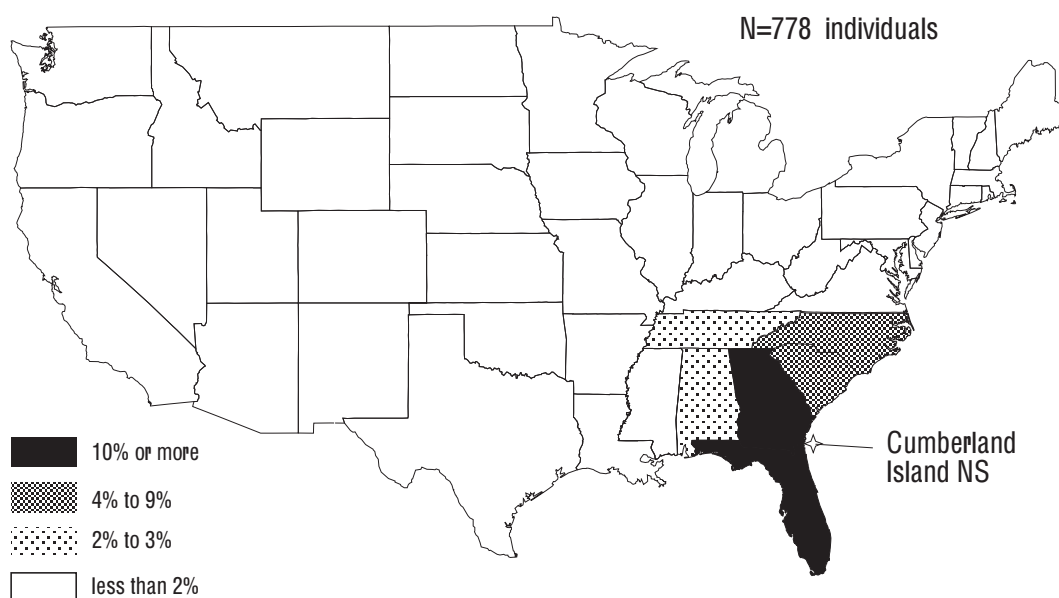 N=778 individuals
Cumberland
Island NS
10% or more
4% to 9%
2% to 3%
less than 2%